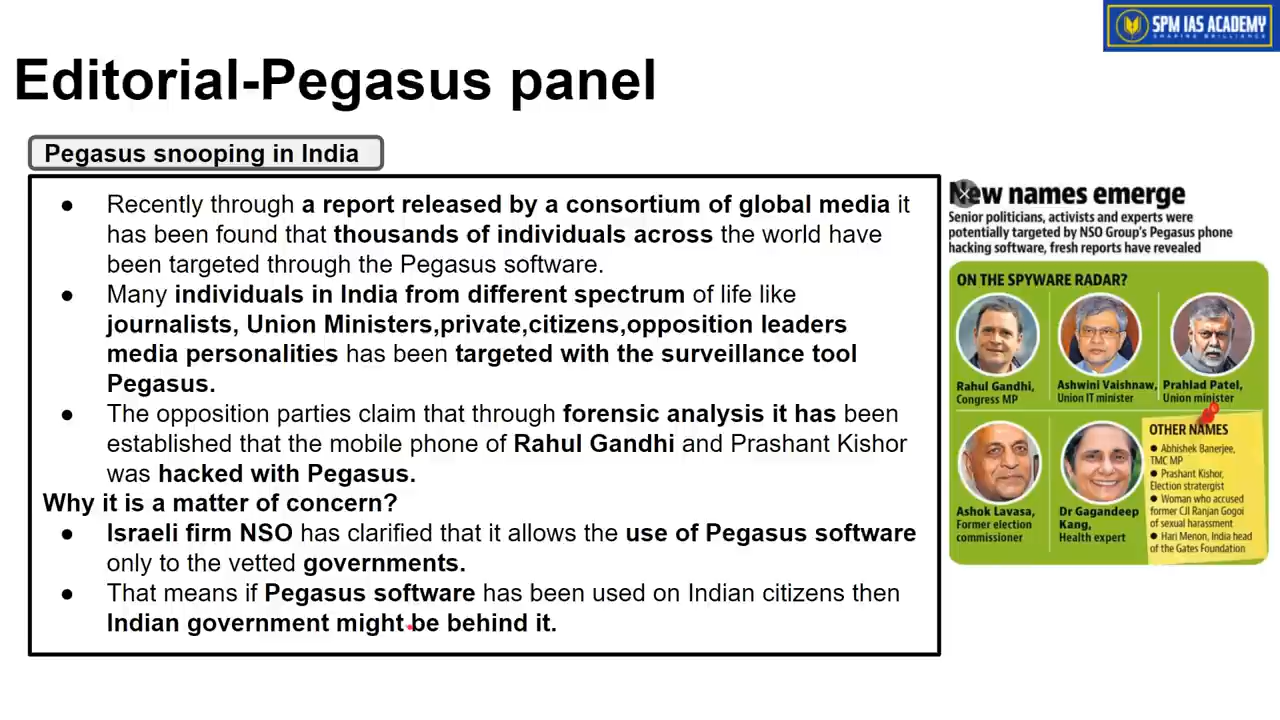 SPM IAS ACADEMY
SHAPING BRILLIANCE
Editorial-Pegasus panel
Pegasus snooping in India
● Recently through a report released by a consortium of global media it
has been found that thousands of individuals across the world have
been targeted through the Pegasus software.
● Many individuals in India from different spectrum of life like
journalists, Union Ministers,private,citizens,opposition leaders
media personalities has been targeted with the surveillance tool
Pegasus.
● The opposition parties claim that through forensic analysis it has been
established that the mobile phone of Rahul Gandhi and Prashant Kishor
was hacked with Pegasus.
Why it is a matter of concern?
● Israeli firm NSO has clarified that it allows the use of Pegasus software
only to the vetted governments.
● That means if Pegasus software has been used on Indian citizens then
Indian government might be behind it.
New names emerge
Senior politicians, activists and experts were
potentially targeted by NSO Group's Pegasus phone
hacking software, fresh reports have revealed
ON THE SPYWARE RADAR?
Rahul Gandhi,
Congress MP
Ashwini Vaishnaw,
Union IT minister
Prahlad Patel,
Union minister
Ashok Lavasa,
Former election
commissioner
Dr Gagandeep
Kang,
Health expert
OTHER NAMES
● Abhishek Banerjee,
TMC MP
● Prashant Kishor,
Election stratergist
● Woman who accused
former CJI Ranjan Gogoi
of sexual harassment
● Hari Menon, India head
of the Gates Foundation